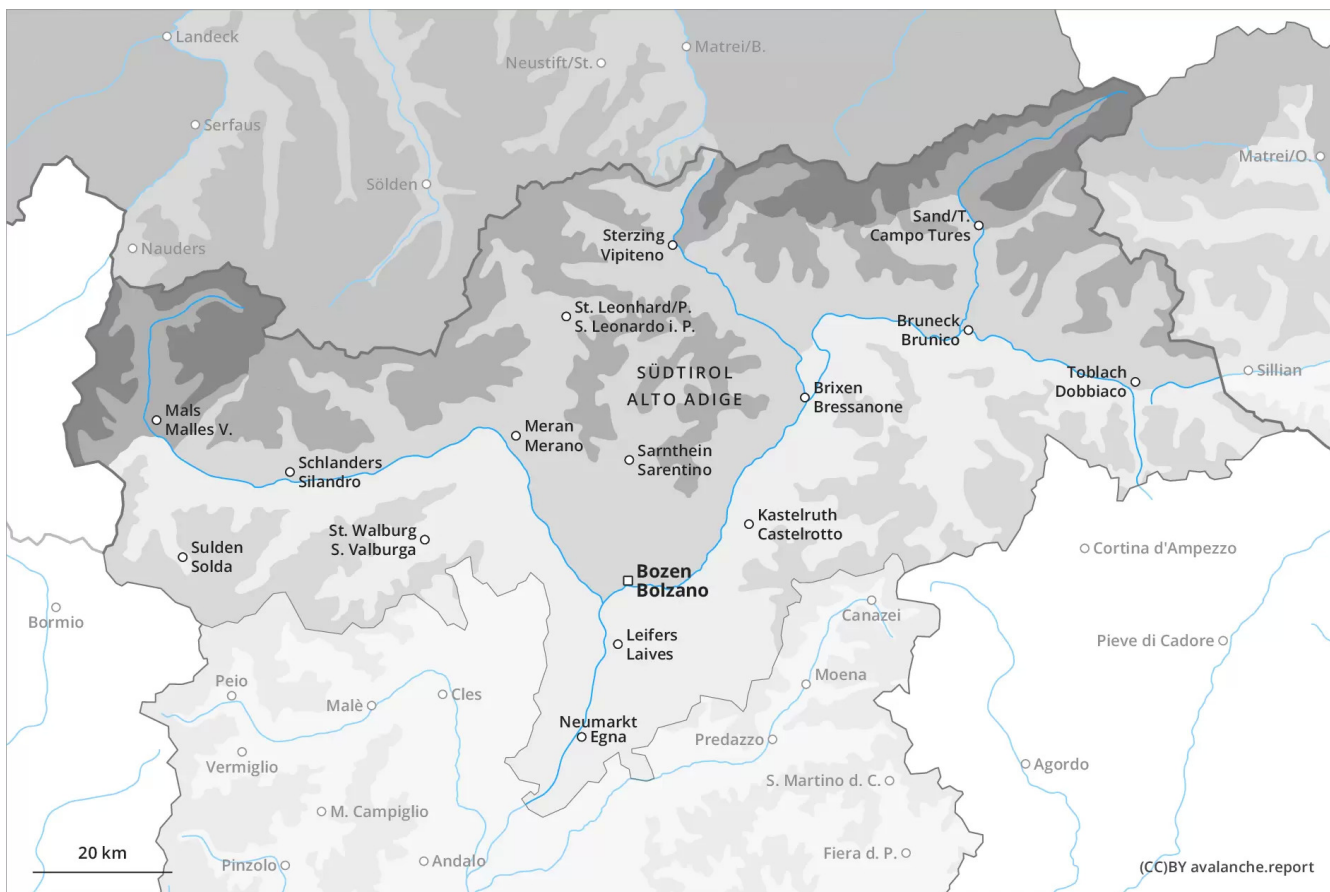 Landeck
Matrei/B.
Neustift/St.
Serfaus
Matrei/O.
Sölden
Sand/T.
Campo Tures
Nauders
Sterzing
Vipiteno
St. Leonhard/P.
S. Leonardo i. P.
Bruneck
Brunico
SÜDTIROL
ALTO ADIGE
Toblach
Dobbiaco
Sillian
Brixen
Bressanone
Mals
Malles V.
Meran
Merano
Schlanders
Silandro
Sarnthein
Sarentino
Kastelruth
Castelrotto
St. Walburg
S. Valburga
Sulden
Solda
Cortina d'Ampezzo
Bozen
Bolzano
Bormio
Canazei
Leifers
Laives
Pieve di Cadore
Peio
Malè
Cles
Moena
Neumarkt
Egna
Predazzo
Vermiglio
Agordo
S. Martino d. C.
M. Campiglio
20 km
Pinzolo
Andalo
Fiera d. P.
(CC)BY avalanche.report